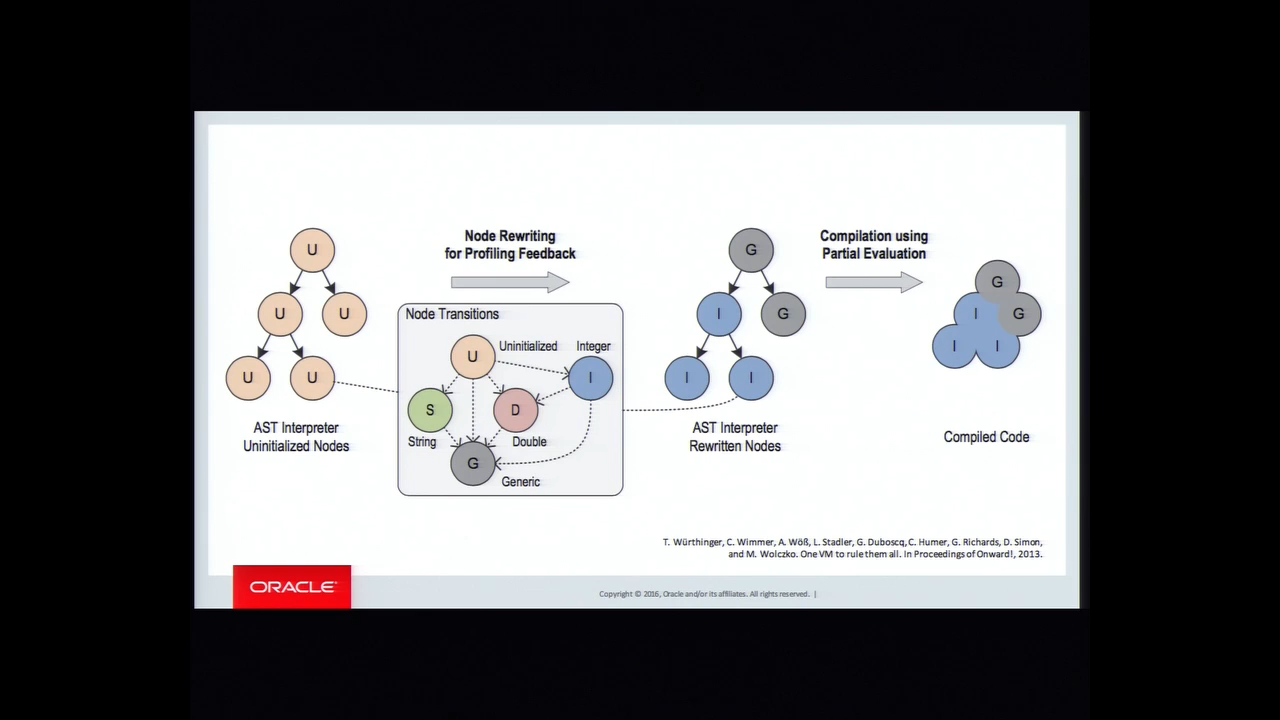 U
U
U
U
U
AST Interpreter
Uninitialized Nodes
Node Rewriting
for Profiling Feedback
Node Transitions
U
Uninitialized
Integer
I
S
String
D
Double
G
Generic
G
I
G
I
I
AST Interpreter
Rewritten Nodes
Compilation using
Partial Evaluation
G
I
G
I
I
Compiled Code
T. Würthinger, C. Wimmer, A. Wöß, L. Stadler, G. Duboscq, C. Humer, G. Richards, D. Simon,
and M. Wolczko. One VM to rule them all. In Proceedings of Onward!, 2013.
ORACLE®
Copyright © 2016, Oracle and/or its affiliates. All rights reserved. |